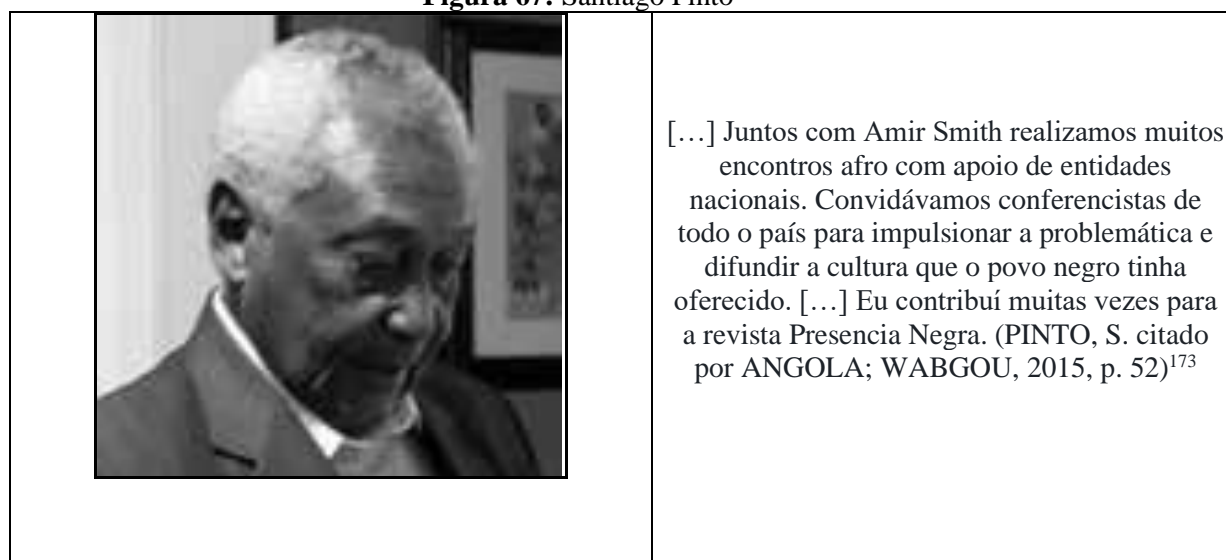 Figura 67: Santiago Pinto
[…] Juntos com Amir Smith realizamos muitos
encontros afro com apoio de entidades
nacionais. Convidávamos conferencistas de
todo o país para impulsionar a problemática e
difundir a cultura que o povo negro tinha
oferecido. […] Eu contribuí muitas vezes para
a revista Presencia Negra. (PINTO, S. citado
por ANGOLA; WABGOU, 2015, p. 52)173